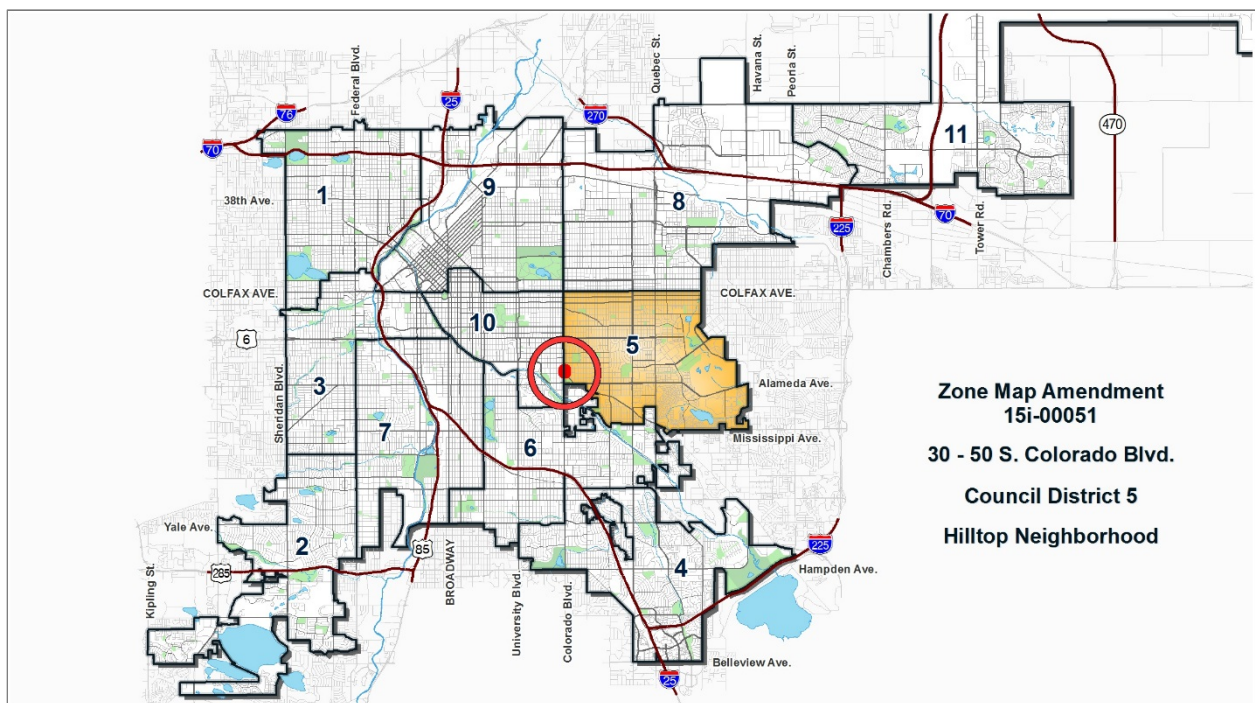 Federal Blvd.
Quebec St.
Havana St.
Peoria St.
76
25
270
70
470
11
1
9
8
38th Ave.
225
Chambers Rd.
70
Tower Rd.
COLFAX AVE.
COLFAX AVE.
6
10
5
Sheridan Blvd.
3
7
6
Alameda Ave.
Mississippi Ave.
Zone Map Amendment
15i-00051
30 - 50 S. Colorado Blvd.
Council District 5
Hilltop Neighborhood
Yale Ave.
2
85
285
BROADWAY
University Blvd.
Colorado Blvd.
4
225
Hampden Ave.
Kipling St.
Belleview Ave.
25